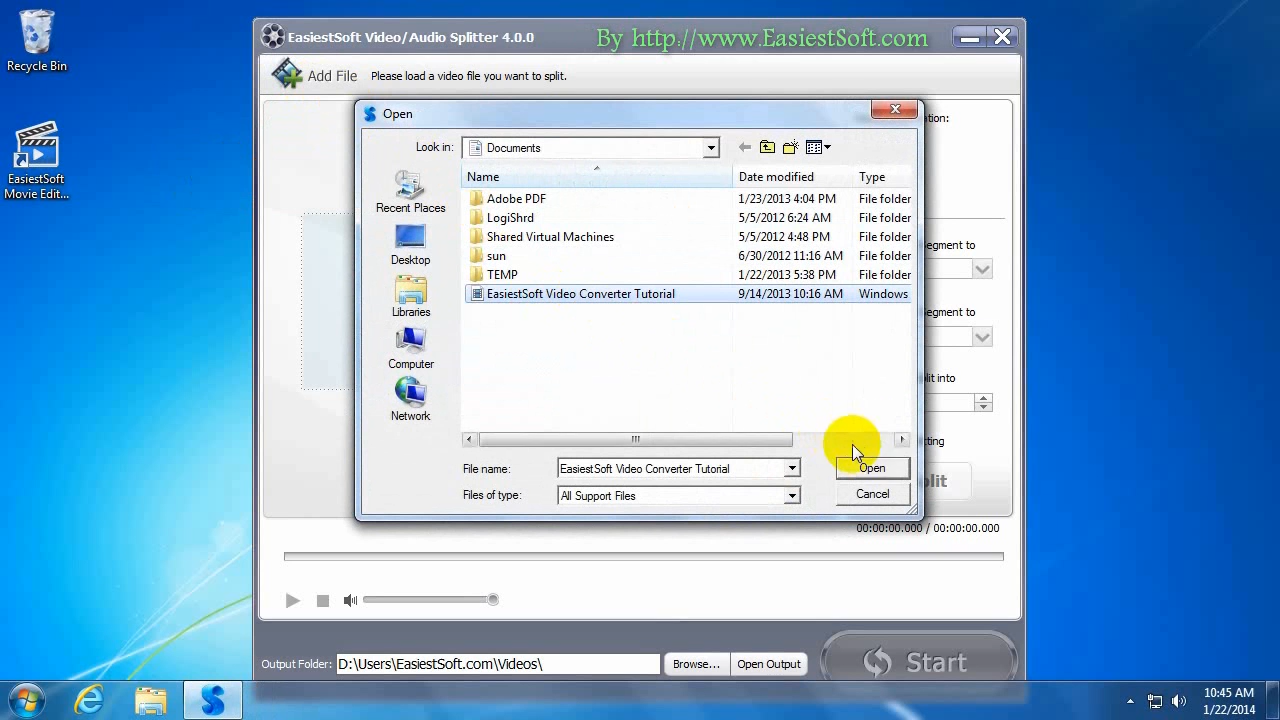 Recycle Bin
EasiestSoft
Movie Edit...
EasiestSoft Video/Audio Splitter 4.0.0
By http://www.EasiestSoft.com
Add File
Please load a video file you want to split.
Open
Look in:
Documents
Name
Date modified
Type
Adobe PDF
1/23/2013 4:04 PM
File folder
LogiShrd
5/5/2012 6:24 AM
File folder
Shared Virtual Machines
5/5/2012 4:48 PM
File folder
sun
6/30/2012 11:16 AM
File folder
TEMP
1/22/2013 5:38 PM
File folder
EasiestSoft Video Converter Tutorial
9/14/2013 10:16 AM
Windows
Recent Places
Desktop
Libraries
Computer
Network
File name:
EasiestSoft Video Converter Tutorial
Open
Files of type:
All Support Files
Cancel
Segment to
Segment to
00:00:00.000 / 00:00:00.000
Output Folder:
D:\Users\EasiestSoft.com\Videos\
Browse...
Open Output
Start
10:45 AM
1/22/2014